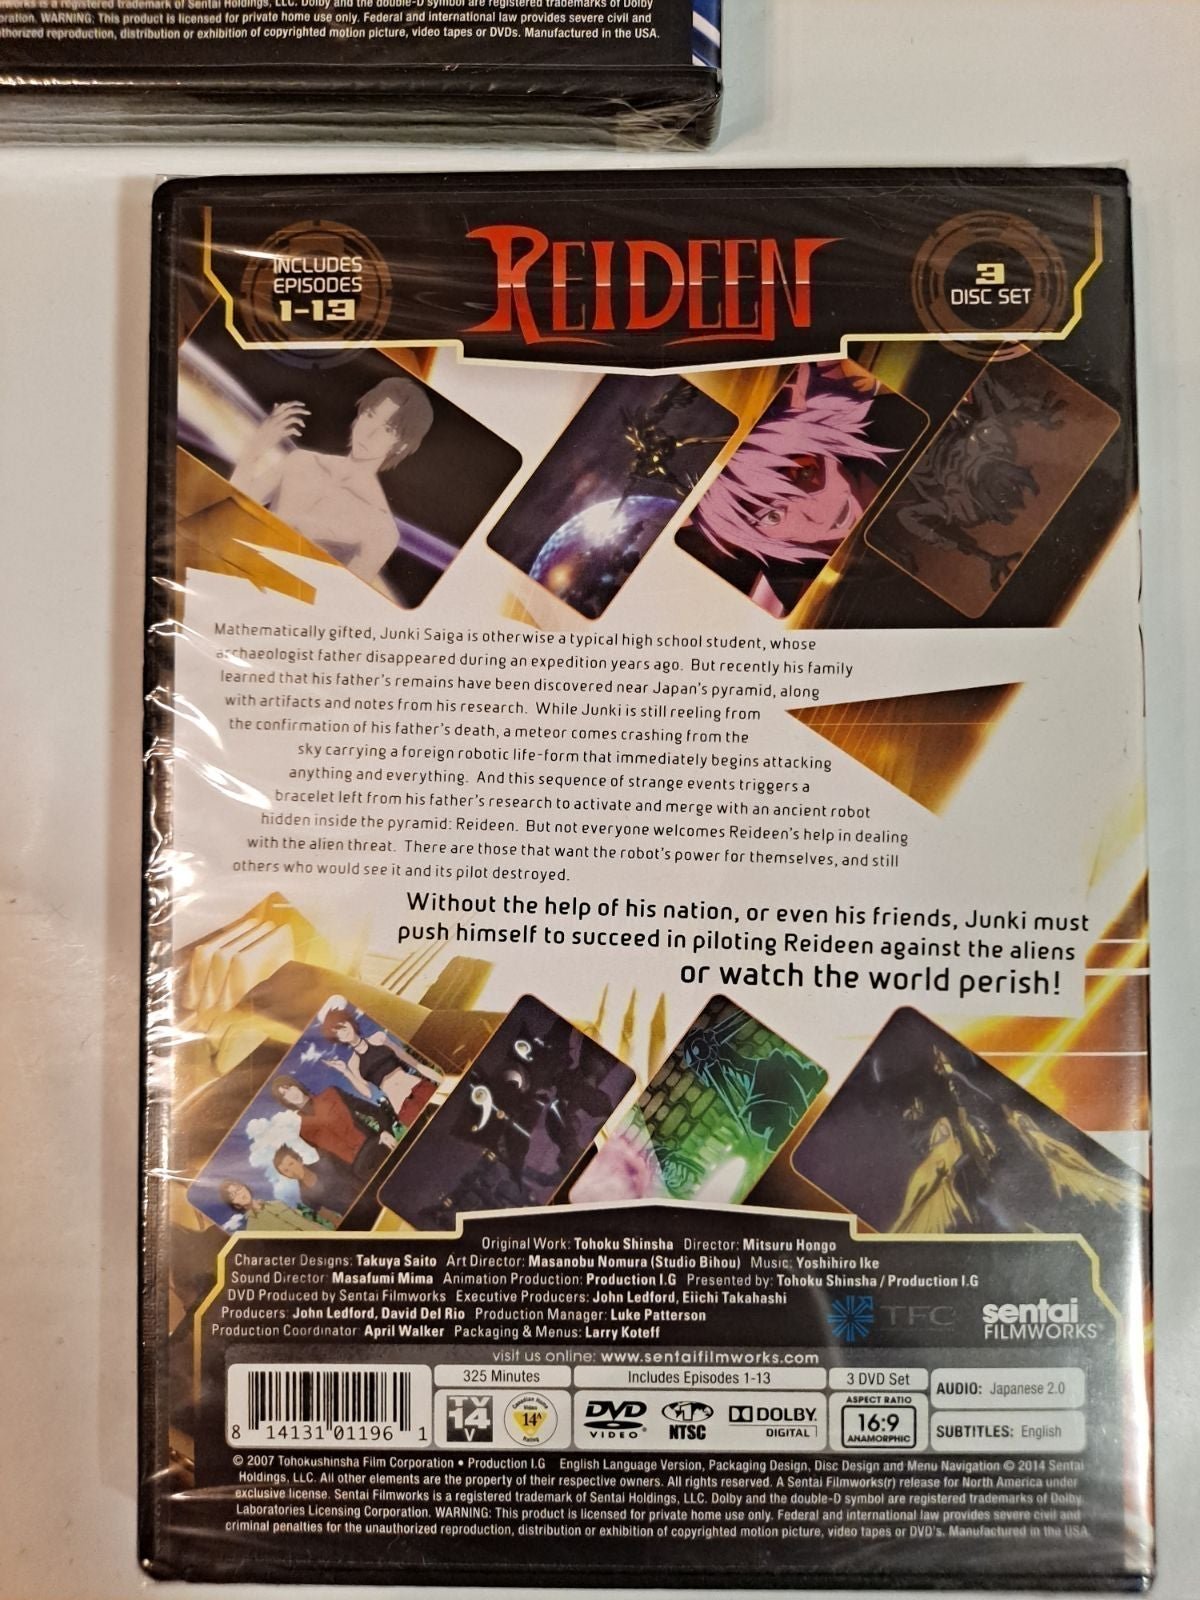 is a registered trademark of Sentai Holdings, LLC. Dolby and the double-D symbol are registered trademarks of Dolby
WARNING: This product is licensed for private home use only. Federal and international law provides severe civil and
reproduction, distribution or exhibition of copyrighted motion picture, video tapes or DVDs. Manufactured in the USA.
INCLUDES
EPISODES
1-13
REIDEEN
3
DISC SET
Mathematically gifted, Junki Saiga is otherwise a typical high school student, whose
archaeologist father disappeared during an expedition years ago. But recently his family
learned that his father's remains have been discovered near Japan's pyramid, along
with artifacts and notes from his research. While Junki is still reeling from
the confirmation of his father's death, a meteor comes crashing from the
sky carrying a foreign robotic life-form that immediately begins attacking
anything and everything. And this sequence of strange events triggers a
bracelet left from his father's research to activate and merge with an ancient robot
hidden inside the pyramid: Reideen. But not everyone welcomes Reideen's help in dealing
with the alien threat. There are those that want the robot's power for themselves, and still
others who would see it and its pilot destroyed.
Without the help of his nation, or even his friends, Junki must
push himself to succeed in piloting Reideen against the aliens
or watch the world perish!
Original Work: Tohoku Shinsha Director: Mitsuru Hongo
Character Designs: Takuya Saito Art Director: Masanobu Nomura (Studio Bihou) Music: Yoshihiro Ike
Sound Director: Masafumi Mima Animation Production: Production I.G Presented by: Tohoku Shinsha / Production I.G
DVD Produced by Sentai Filmworks Executive Producers: John Ledford, Eiichi Takahashi
Producers: John Ledford, David Del Rio Production Manager: Luke Patterson
Production Coordinator: April Walker Packaging & Menus: Larry Koteff
TFC
sentai
FILMWORKS
visit us online: www.sentaifilmworks.com
8 14131 01196 1
325 Minutes
Includes Episodes 1-13
3 DVD Set
TV
14
V
Canadian Home
Video
14A
Rating
DVD
VIDEO
NTSC
DOLBY
DIGITAL
ASPECT RATIO
16:9
ANAMORPHIC
AUDIO: Japanese 2.0
SUBTITLES: English
© 2007 Tohokushinsha Film Corporation • Production I.G English Language Version, Packaging Design, Disc Design and Menu Navigation © 2014 Sentai
Holdings, LLC. All other elements are the property of their respective owners. All rights reserved. A Sentai Filmworks(r) release for North America under
exclusive license. Sentai Filmworks is a registered trademark of Sentai Holdings, LLC. Dolby and the double-D symbol are registered trademarks of Dolby
Laboratories Licensing Corporation. WARNING: This product is licensed for private home use only. Federal and international law provides severe civil and
criminal penalties for the unauthorized reproduction, distribution or exhibition of copyrighted motion picture, video tapes or DVD's. Manufactured in the USA.